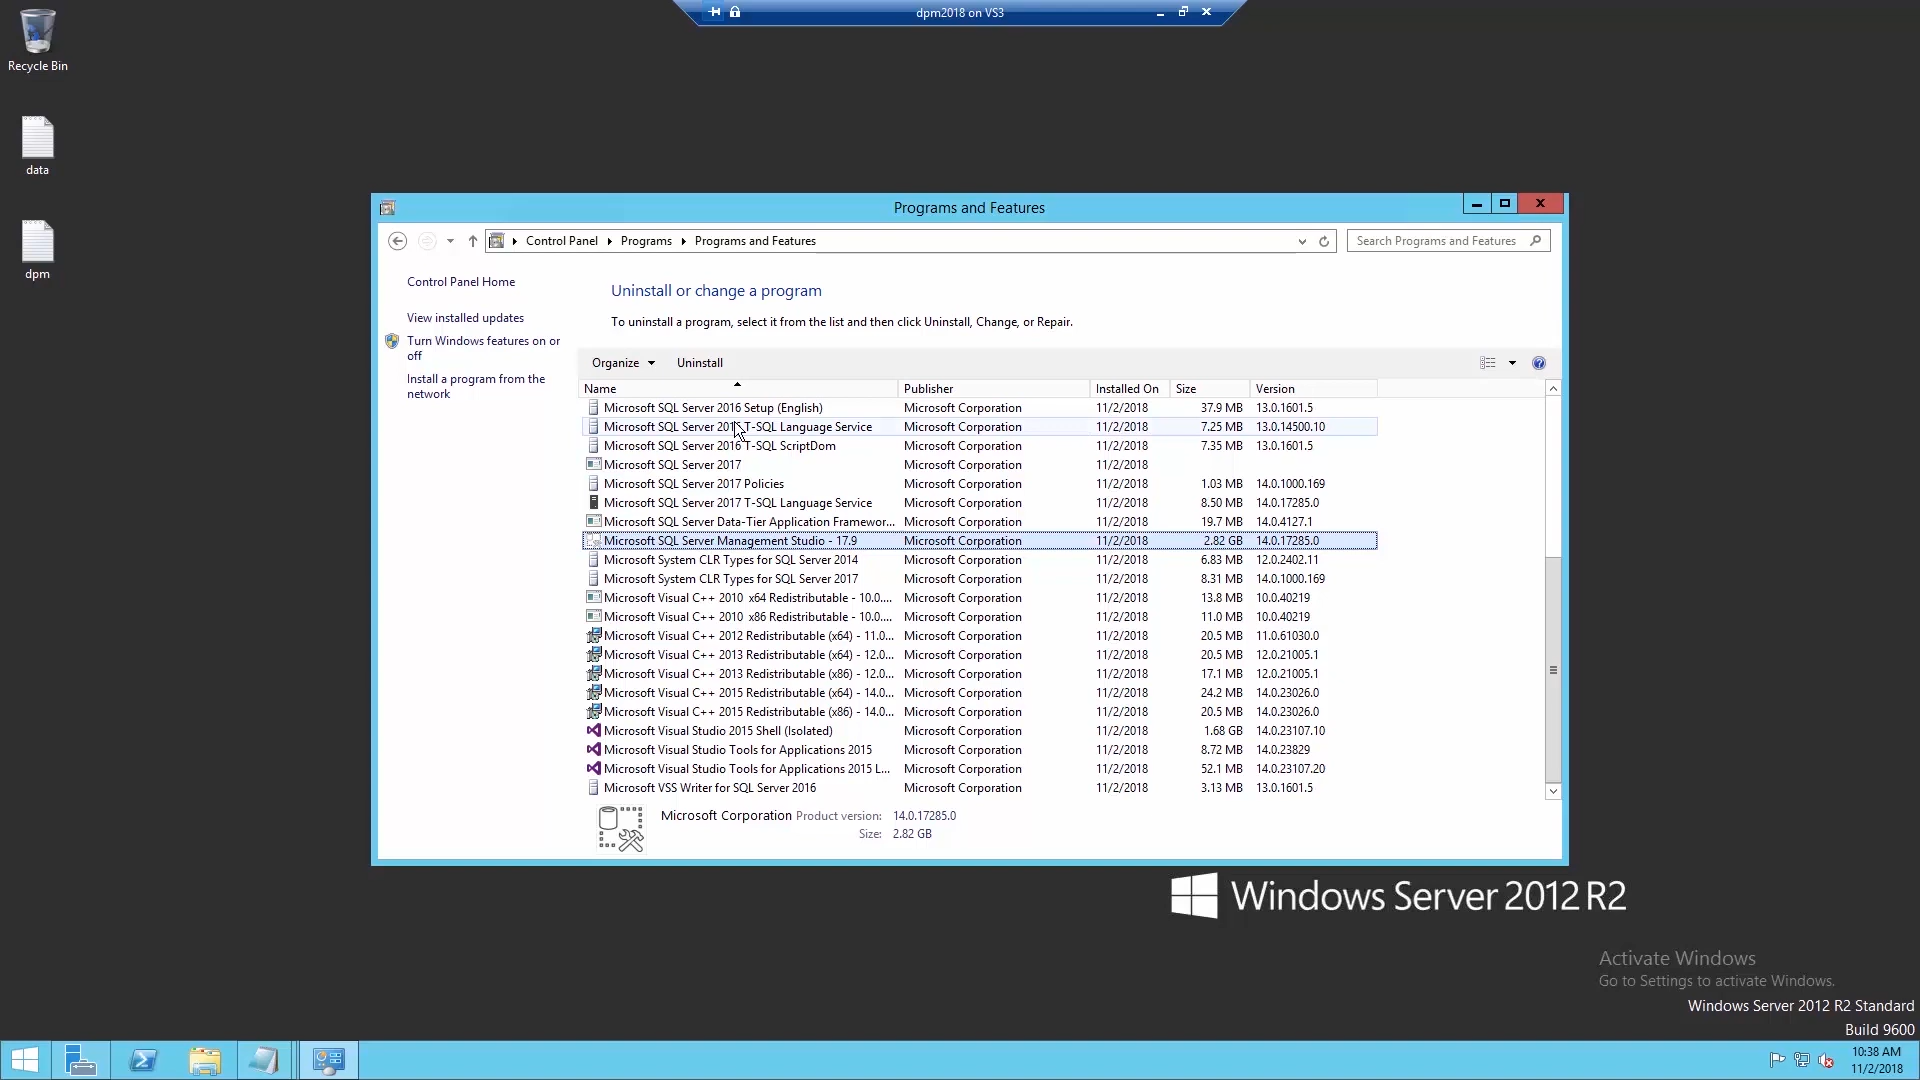 dpm2018 on VS3
Recycle Bin
data
dpm
Programs and Features
Control Panel Programs Programs and Features
Search Programs and Features
Control Panel Home
View installed updates
Turn Windows features on or
off
Install a program from the
network
Uninstall or change a program
To uninstall a program, select it from the list and then click Uninstall, Change, or Repair.
Organize Uninstall
Name Publisher Installed On Size Version
Microsoft SQL Server 2016 Setup (English) Microsoft Corporation 11/2/2018 37.9 MB 13.0.1601.5
Microsoft SQL Server 2016 T-SQL Language Service Microsoft Corporation 11/2/2018 7.25 MB 13.0.14500.10
Microsoft SQL Server 2016 T-SQL ScriptDom Microsoft Corporation 11/2/2018 7.35 MB 13.0.1601.5
Microsoft SQL Server 2017 Microsoft Corporation 11/2/2018
Microsoft SQL Server 2017 Policies Microsoft Corporation 11/2/2018 1.03 MB 14.0.1000.169
Microsoft SQL Server 2017 T-SQL Language Service Microsoft Corporation 11/2/2018 8.50 MB 14.0.17285.0
Microsoft SQL Server Data-Tier Application Framewor... Microsoft Corporation 11/2/2018 19.7 MB 14.0.4127.1
Microsoft SQL Server Management Studio - 17.9 Microsoft Corporation 11/2/2018 2.82 GB 14.0.17285.0
Microsoft System CLR Types for SQL Server 2014 Microsoft Corporation 11/2/2018 6.83 MB 12.0.2402.11
Microsoft System CLR Types for SQL Server 2017 Microsoft Corporation 11/2/2018 8.31 MB 14.0.1000.169
Microsoft Visual C++ 2010 x64 Redistributable - 10.0.... Microsoft Corporation 11/2/2018 13.8 MB 10.0.40219
Microsoft Visual C++ 2010 x86 Redistributable - 10.0.... Microsoft Corporation 11/2/2018 11.0 MB 10.0.40219
Microsoft Visual C++ 2012 Redistributable (x64) - 11.0... Microsoft Corporation 11/2/2018 20.5 MB 11.0.61030.0
Microsoft Visual C++ 2013 Redistributable (x64) - 12.0... Microsoft Corporation 11/2/2018 20.5 MB 12.0.21005.1
Microsoft Visual C++ 2013 Redistributable (x86) - 12.0... Microsoft Corporation 11/2/2018 17.1 MB 12.0.21005.1
Microsoft Visual C++ 2015 Redistributable (x64) - 14.0... Microsoft Corporation 11/2/2018 24.2 MB 14.0.23026.0
Microsoft Visual C++ 2015 Redistributable (x86) - 14.0... Microsoft Corporation 11/2/2018 20.5 MB 14.0.23026.0
Microsoft Visual Studio 2015 Shell (Isolated) Microsoft Corporation 11/2/2018 1.68 GB 14.0.23107.10
Microsoft Visual Studio Tools for Applications 2015 Microsoft Corporation 11/2/2018 8.72 MB 14.0.23829
Microsoft Visual Studio Tools for Applications 2015 L... Microsoft Corporation 11/2/2018 52.1 MB 14.0.23107.20
Microsoft VSS Writer for SQL Server 2016 Microsoft Corporation 11/2/2018 3.13 MB 13.0.1601.5
Microsoft Corporation Product version: 14.0.17285.0
Size: 2.82 GB
Windows Server 2012 R2
Activate Windows
Go to Settings to activate Windows.
Windows Server 2012 R2 Standard
Build 9600
10:38 AM
11/2/2018